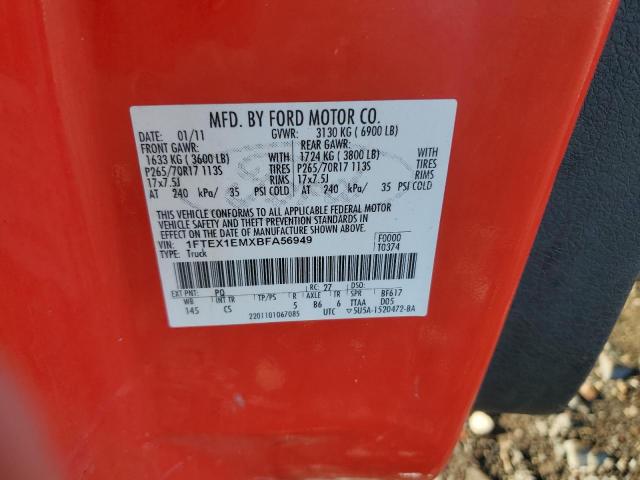 MFD. BY FORD MOTOR CO.
DATE: 01/11 GVWR: 3130 KG ( 6900 LB)
FRONT GAWR: REAR GAWR:
1633 KG ( 3600 LB) WITH 1724 KG ( 3800 LB) WITH
P265/70R17 113S TIRES P265/70R17 113S TIRES
17x7.5J RIMS 17x7.5J RIMS
AT 240 kPa/ 35 PSI COLD AT 240 kPa/ 35 PSI COLD
THIS VEHICLE CONFORMS TO ALL APPLICABLE FEDERAL MOTOR
VEHICLE SAFETY AND BUMPER STANDARDS IN
EFFECT ON THE DATE OF MANUFACTURE SHOWN ABOVE.
VIN: 1FTEX1EMXBFA56949 F0000
TYPE: Truck T0374
EXT PNT: PQ RC: 27 DSO:
WB INT TR TP/PS R AXLE TR SPR BF617
145 CS 5 B6 6 TTAA D05
2201101067085 UTC ▽5U5A-1520472-BA